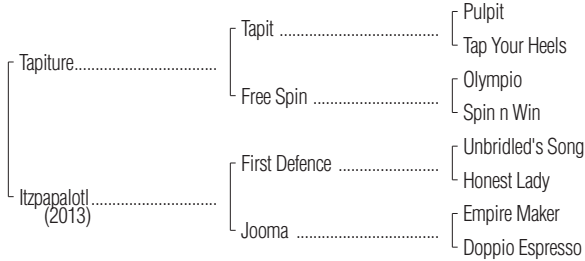 Pulpit
Tapit ....................................
Tap Your Heels
Tapiture...................................
Olympio
Free Spin ............................
Spin n Win
Unbridled's Song
First Defence ......................
Honest Lady
Itzpapalotl...............................
(2013)
Empire Maker
Jooma ................................
Doppio Espresso